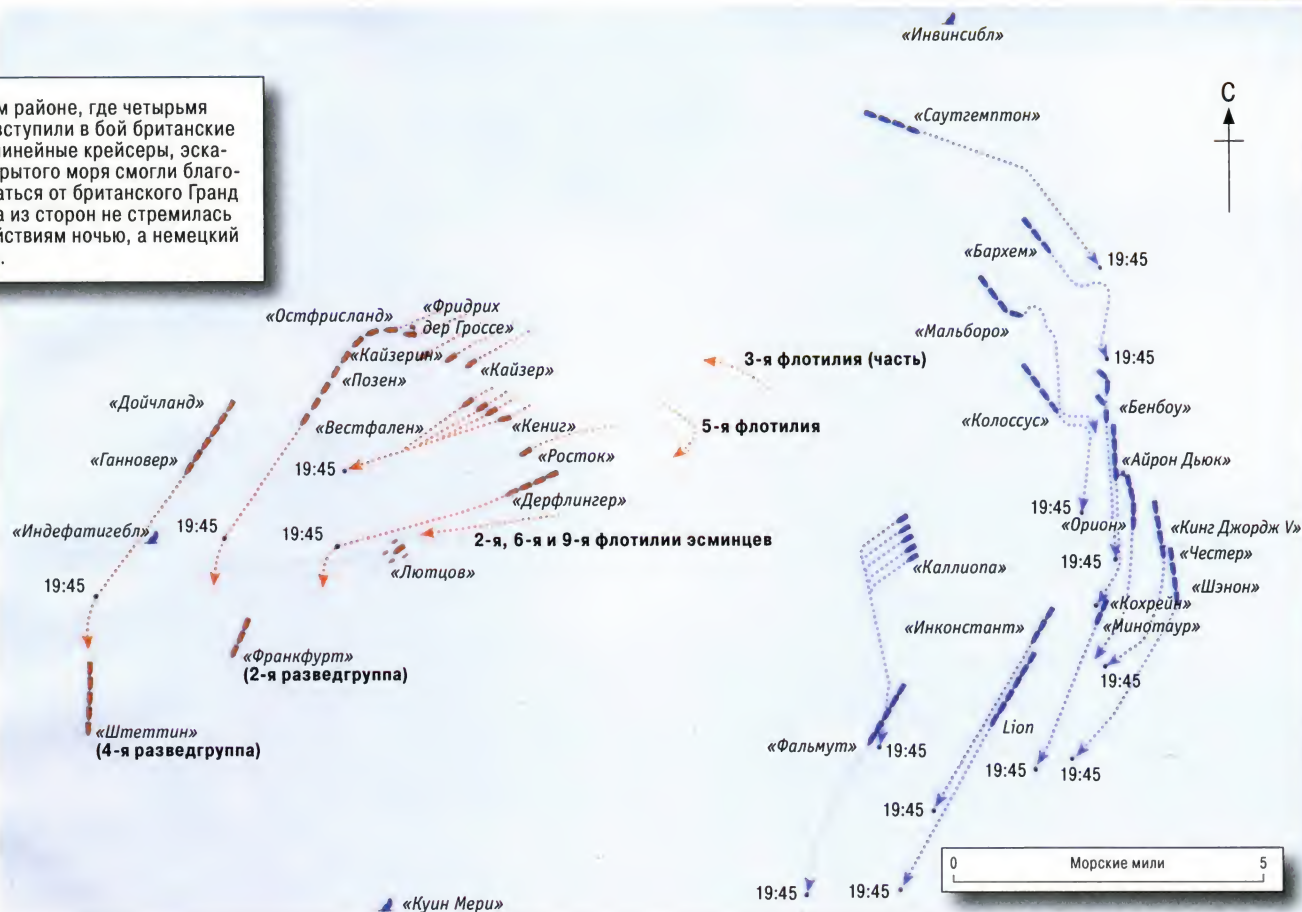 «Инвинсибл»
м районе, где четырьмя
вступили в бой британские
линейные крейсеры, эска-
рытого моря смогли благо-
аться от британского Гранд
а из сторон не стремилась
йствиям ночью, а немецкий
.
С
«Саутгемптон»
«Бархем»
19:45
«Мальборо»
«Остфрисланд»
«Фридрих
дер Гроссе»
«Кайзерин»
«Кайзер»
«Позен»
3-я флотилия (часть)
19:45
«Дойчланд»
«Вестфален»
«Кениг»
5-я флотилия
«Колоссус»
«Бенбоу»
«Ганновер»
19:45
«Росток»
«Айрон Дьюк»
«Дерфлингер»
19:45
«Индефатигебл»
19:45
19:45
2-я, 6-я и 9-я флотилии эсминцев
«Орион»
«Кинг Джордж V»
«Честер»
«Лютцов»
«Каллиопа»
19:45
«Шэнон»
19:45
«Кохрейн»
«Инконстант»
«Минотаур»
«Франкфурт»
(2-я разведгруппа)
19:45
«Штеттин»
(4-я разведгруппа)
Lion
«Фальмут»
19:45
19:45
19:45
19:45
0
Морские мили
5
19:45
19:45
«Куин Мери»